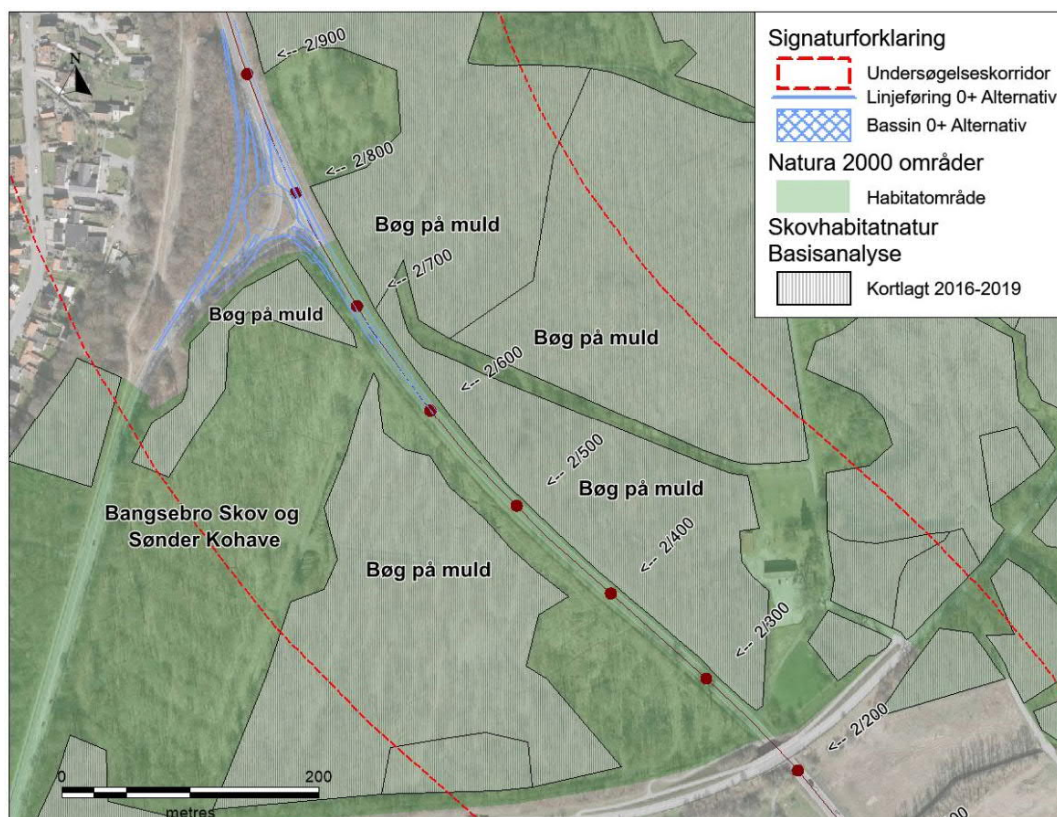 N
<-- 2/900
<-- 2/800
Bøg på muld
<-- 2/700
Bøg på muld
Bøg på muld
<-- 2/600
<-- 2/500
Bøg på muld
<-- 2/400
Bangsebro Skov og
Sønder Kohave
Bøg på muld
<-- 2/300
<-- 2/200
0
200
metres
Signaturforklaring
Undersøgelseskorridor
Linjeføring 0+ Alternativ
Bassin 0+ Alternativ
Natura 2000 områder
Habitatområde
Skovhabitatnatur
Basisanalyse
Kortlagt 2016-2019